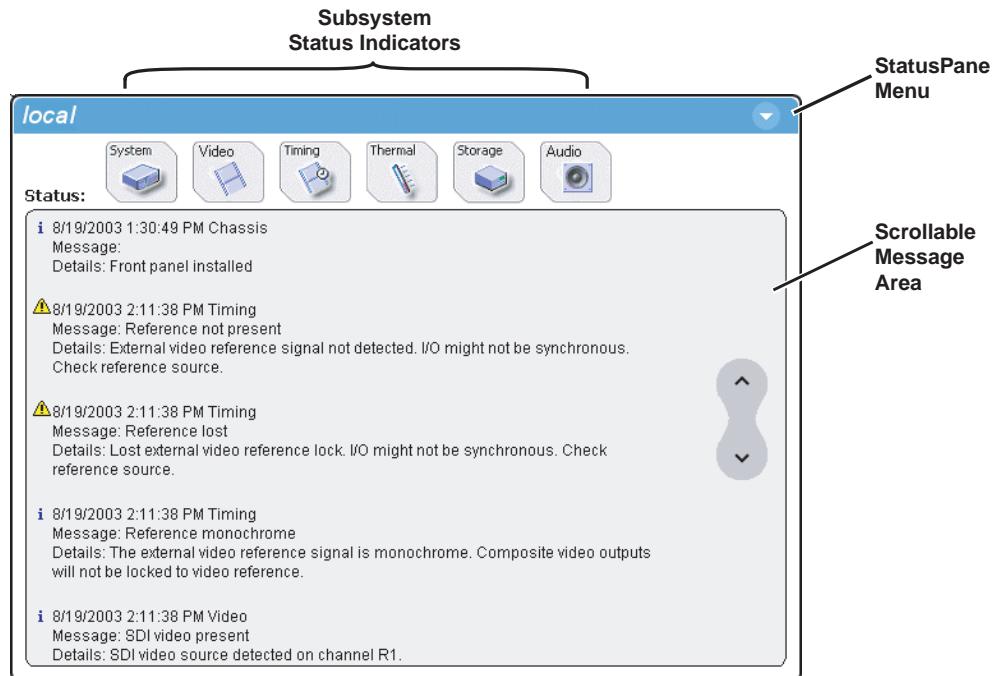 Subsystem
Status Indicators
StatusPane
Menu
local
System
Video
Timing
Thermal
Storage
Audio
Status:
i 8/19/2003 1:30:49 PM Chassis
Message:
Details: Front panel installed
8/19/2003 2:11:38 PM Timing
Message: Reference not present
Details: External video reference signal not detected. I/O might not be synchronous.
Check reference source.
8/19/2003 2:11:38 PM Timing
Message: Reference lost
Details: Lost external video reference lock. I/O might not be synchronous. Check
reference source.
i 8/19/2003 2:11:38 PM Timing
Message: Reference monochrome
Details: The external video reference signal is monochrome. Composite video outputs
will not be locked to video reference.
i 8/19/2003 2:11:38 PM Video
Message: SDI video present
Details: SDI video source detected on channel R1.
Scrollable
Message
Area